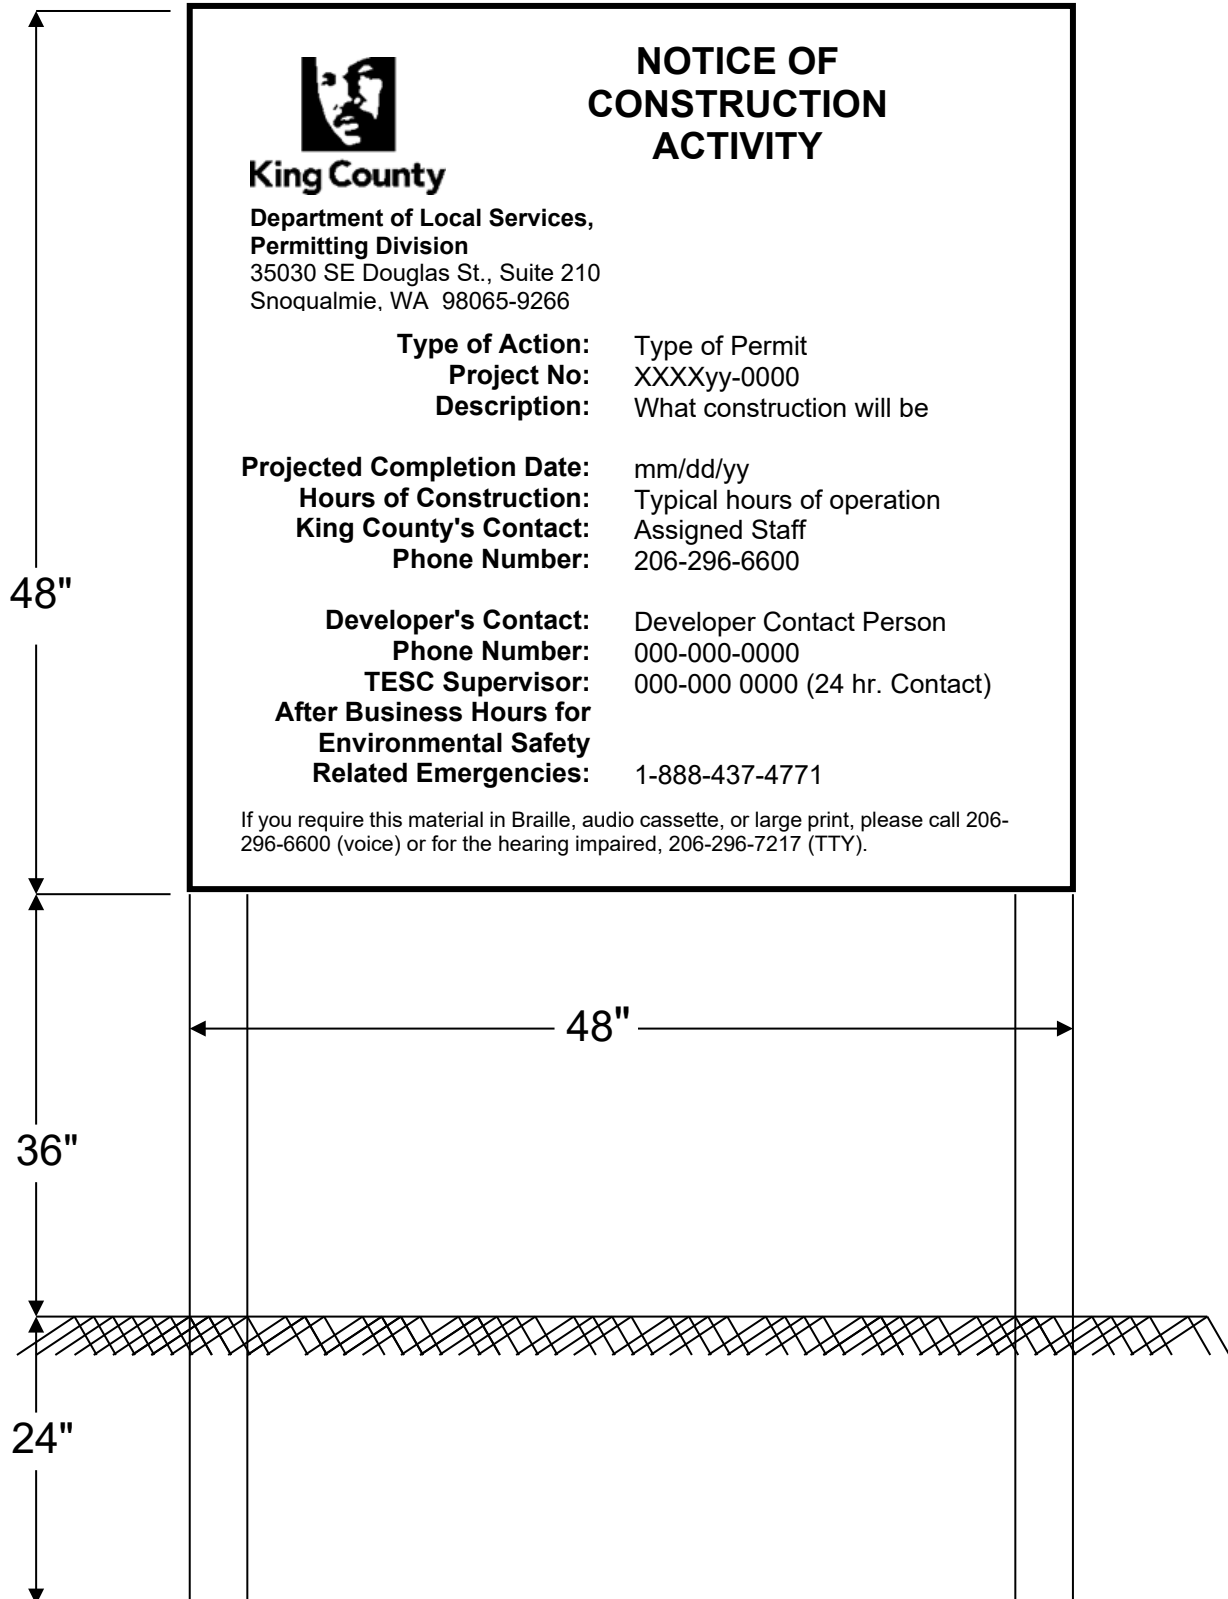 NOTICE OF
CONSTRUCTION
ACTIVITY
King County
Department of Local Services,
Permitting Division
35030 SE Douglas St., Suite 210
Snoqualmie, WA  98065-9266
Type of Action: Type of Permit
Project No: XXXXyy-0000
Description: What construction will be
Projected Completion Date: mm/dd/yy
Hours of Construction: Typical hours of operation
King County's Contact: Assigned Staff
Phone Number: 206-296-6600
Developer's Contact: Developer Contact Person
Phone Number: 000-000-0000
TESC Supervisor: 000-000 0000 (24 hr. Contact)
After Business Hours for
Environmental Safety
Related Emergencies: 1-888-437-4771
If you require this material in Braille, audio cassette, or large print, please call 206-
296-6600 (voice) or for the hearing impaired, 206-296-7217 (TTY).
48"
48"
36"
24"